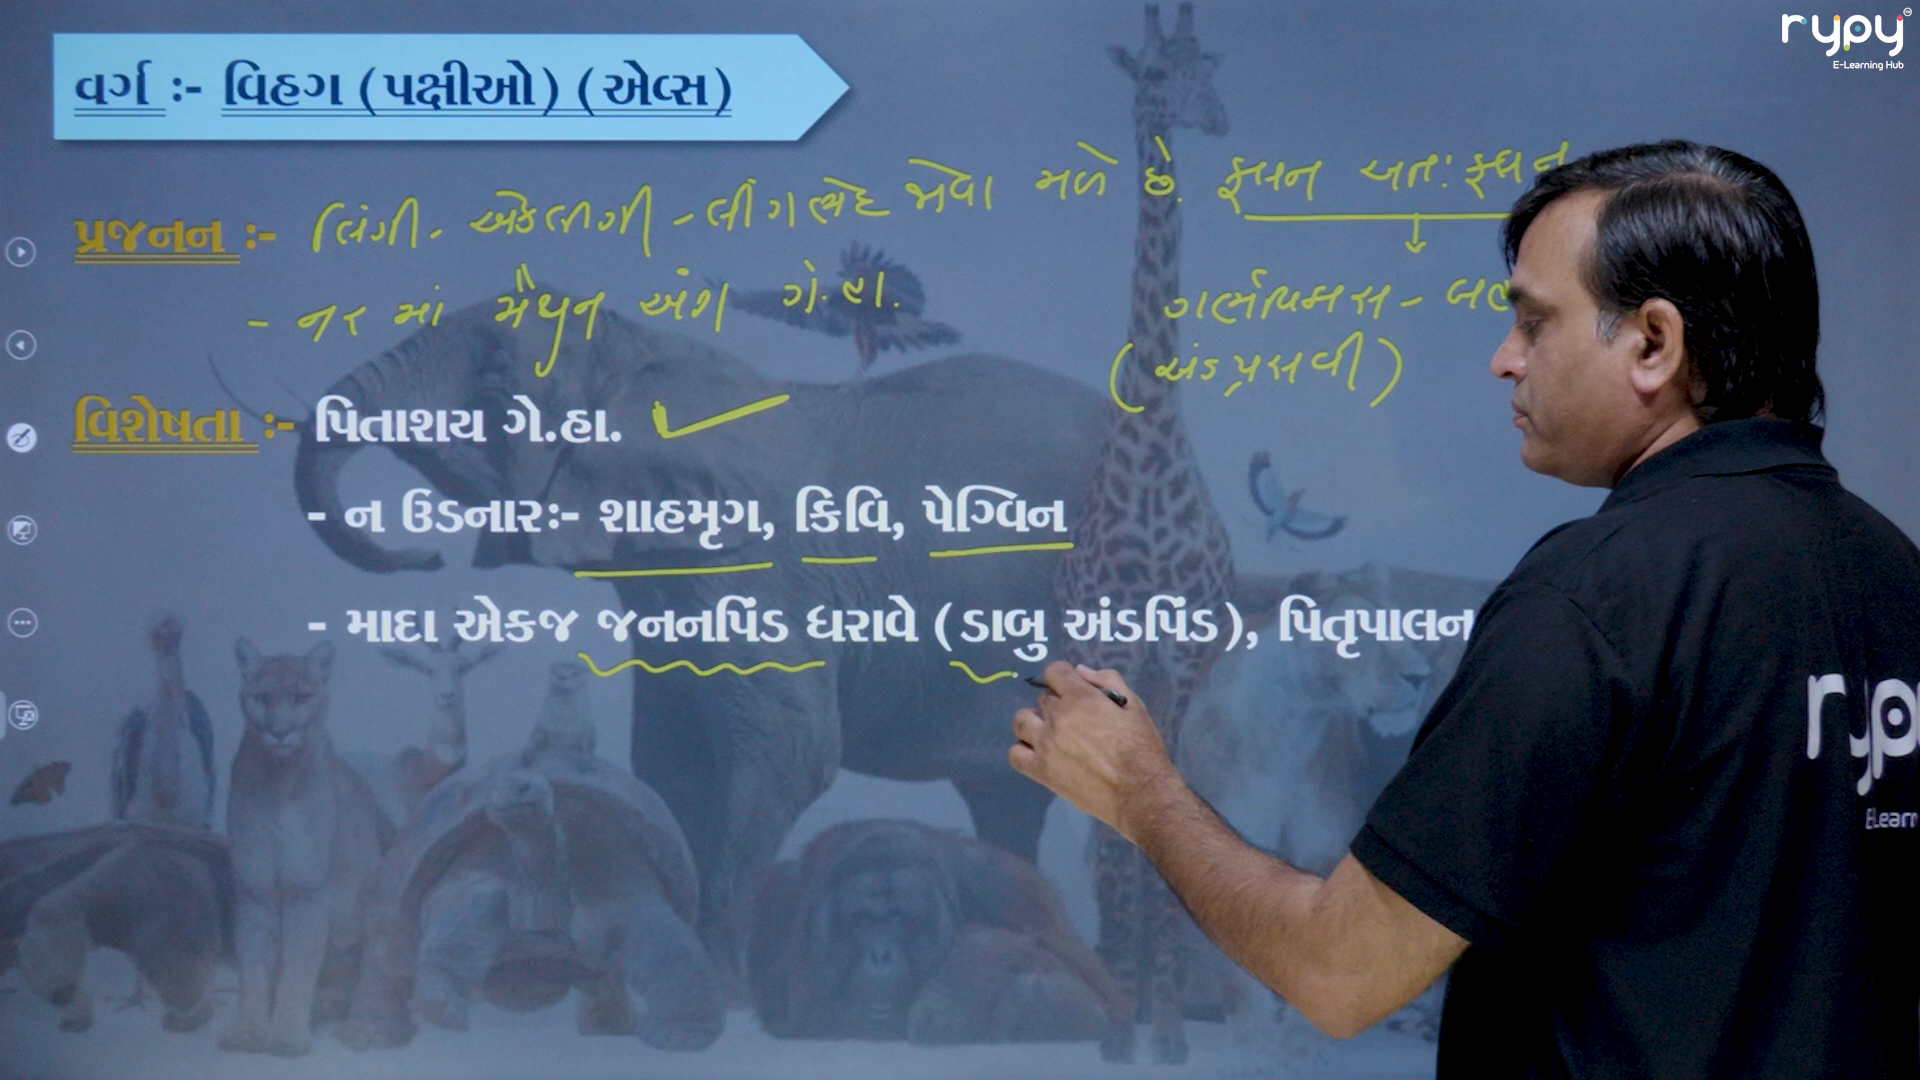 rypy
E-Learning Hub
વર્ગ :- વિહગ (પક્ષીઓ) (એવ્સ)
પ્રજનન :- લિંગી - એકલીંગી - લીંગભેદ જોવા મળે છે. ફલન અંત: ફલન
- નર માં મૈથુન અંગ ગે.હા.
ગર્ભવિકાસ -
(અંડપ્રસવી)
વિશેષતા :- પિતાશય ગે.હા.
- ન ઉડનારઃ- શાહમૃગ, કિવિ, પેગ્વિન
- માદા એકજ જનનપિંડ ધરાવે (ડાબુ અંડપિંડ), પિતૃપાલન